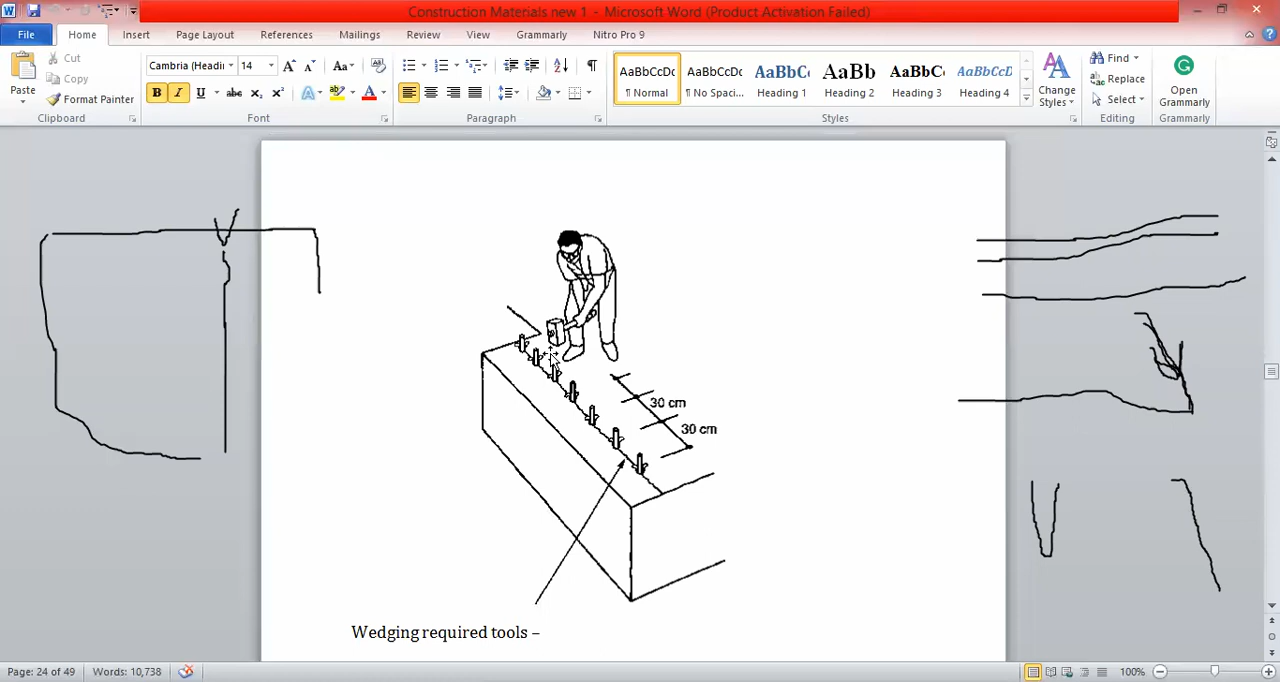 Construction Materials new 1 - Microsoft Word (Product Activation Failed)
File Home Insert Page Layout References Mailings Review View Grammarly Nitro Pro 9
Paste
Cut
Copy
Format Painter
Clipboard
Cambria (Headi 14
Font
Paragraph
AaBbCcDc AaBbCcDc AaBbC AaBb AaBbC AaBbCcD
¶ Normal ¶ No Spaci... Heading 1 Heading 2 Heading 3 Heading 4
Change Styles
Styles
Find
Replace
Select
Editing
Open Grammarly
Grammarly
30 cm
30 cm
Wedging required tools –
Page: 24 of 49 Words: 10,738 100%